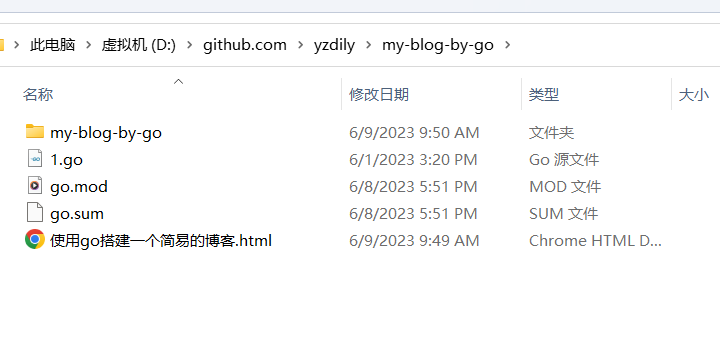 此电脑 > 虚拟机 (D:) > github.com > yzdily > my-blog-by-go >
名称 修改日期 类型 大小
my-blog-by-go 6/9/2023 9:50 AM 文件夹
1.go 6/1/2023 3:20 PM Go 源文件
go.mod 6/8/2023 5:51 PM MOD 文件
go.sum 6/8/2023 5:51 PM SUM 文件
使用go搭建一个简易的博客.html 6/9/2023 9:49 AM Chrome HTML D...